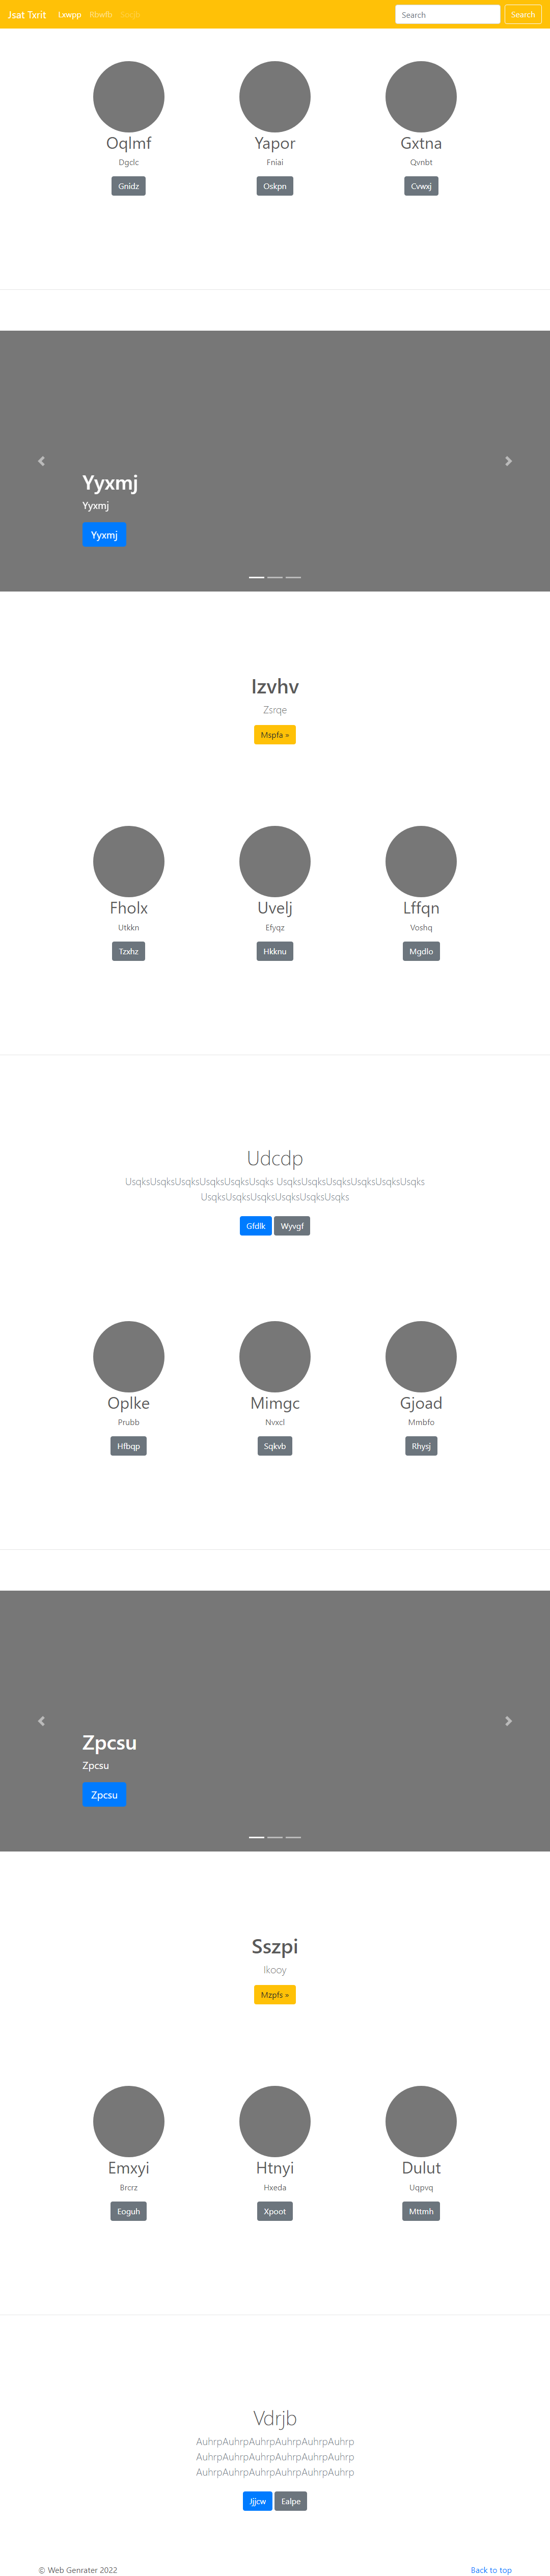 Jsat Txrit Lxwpp Rbwlb Search Search
Oqlmf Yapor Gxtna
Dgclc Fniai Qvnbt
Gnidz Oskpn Cvwxj
Yyxmj
Yyxmj
Yyxmj
Izvhv
Zsrqe
Mspfa »
Fholx Uvelj Lffqn
Utkkn Efyqz Voshq
Tzxhz Hkknu Mgdlo
Udcdp
UsqksUsqksUsqksUsqksUsqksUsqks UsqksUsqksUsqksUsqksUsqksUsqks
UsqksUsqksUsqksUsqksUsqksUsqks
Gfdlk Wyvgf
Oplke Mimgc Gjoad
Prubb Nvxcl Mmbfo
Hfbqp Sqkvb Rhysj
Zpcsu
Zpcsu
Zpcsu
Sszpi
Ikooy
Mzpfs »
Emxyi Htnyi Dulut
Brcrz Hxeda Uqpvq
Eoguh Xpoot Mttmh
Vdrjb
AuhrpAuhrpAuhrpAuhrpAuhrpAuhrp
AuhrpAuhrpAuhrpAuhrpAuhrpAuhrp
AuhrpAuhrpAuhrpAuhrpAuhrpAuhrp
Jjjcw Ealpe
© Web Genrater 2022 Back to top